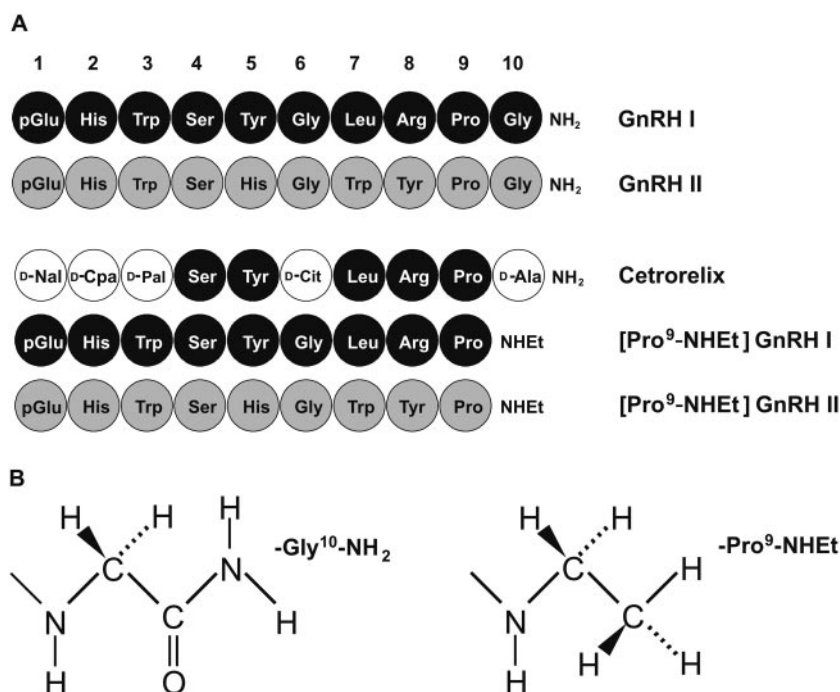 A
1 2 3 4 5 6 7 8 9 10
pGlu His Trp Ser Tyr Gly Leu Arg Pro Gly NH₂ GnRH I
pGlu His Trp Ser His Gly Trp Tyr Pro Gly NH₂ GnRH II
D-Nal D-Cpa D-Pal Ser Tyr D-Cit Leu Arg Pro D-Ala NH₂ Cetrorelix
pGlu His Trp Ser Tyr Gly Leu Arg Pro NHEt [Pro⁹-NHEt] GnRH I
pGlu His Trp Ser His Gly Trp Tyr Pro NHEt [Pro⁹-NHEt] GnRH II
B
H
H H -Gly¹⁰-NH₂ H H -Pro⁹-NHEt
C N C H
N C H N C
H O H H H